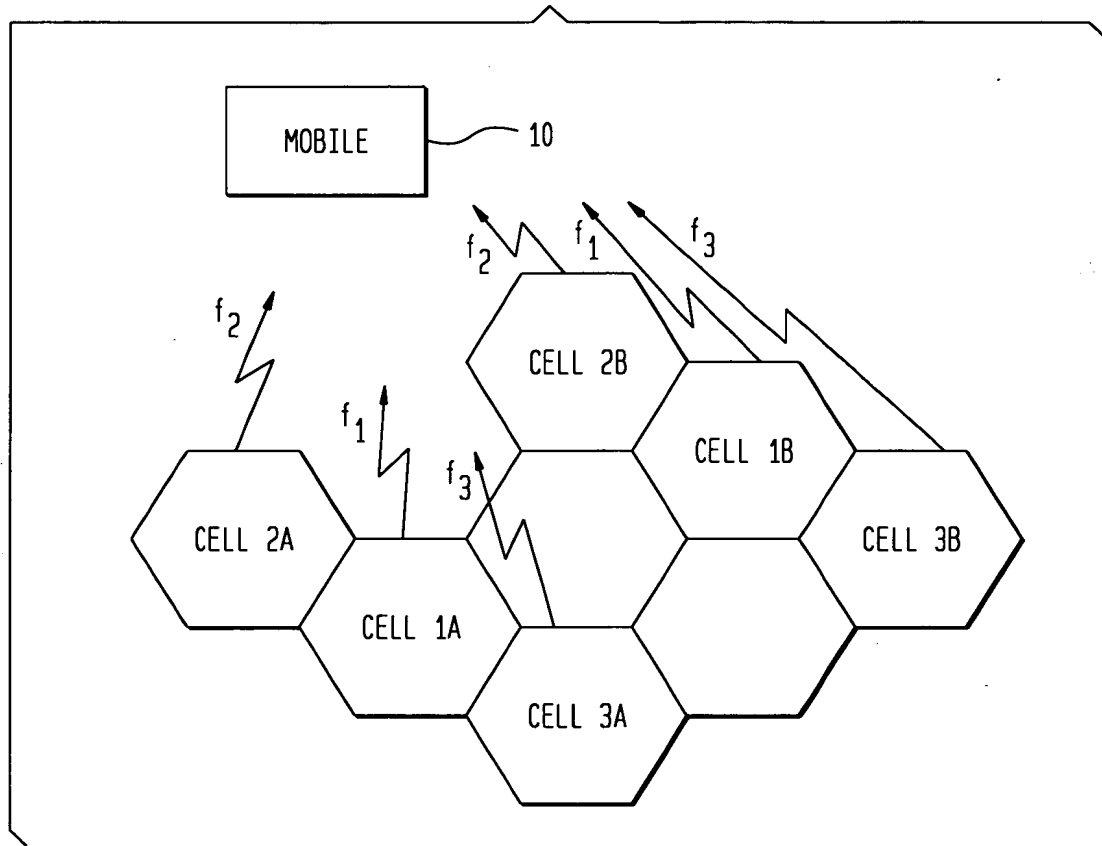 MOBILE
10
f2
f1
f3
f2
CELL 2B
f1
CELL 1B
f3
CELL 2A
CELL 3B
CELL 1A
CELL 3A